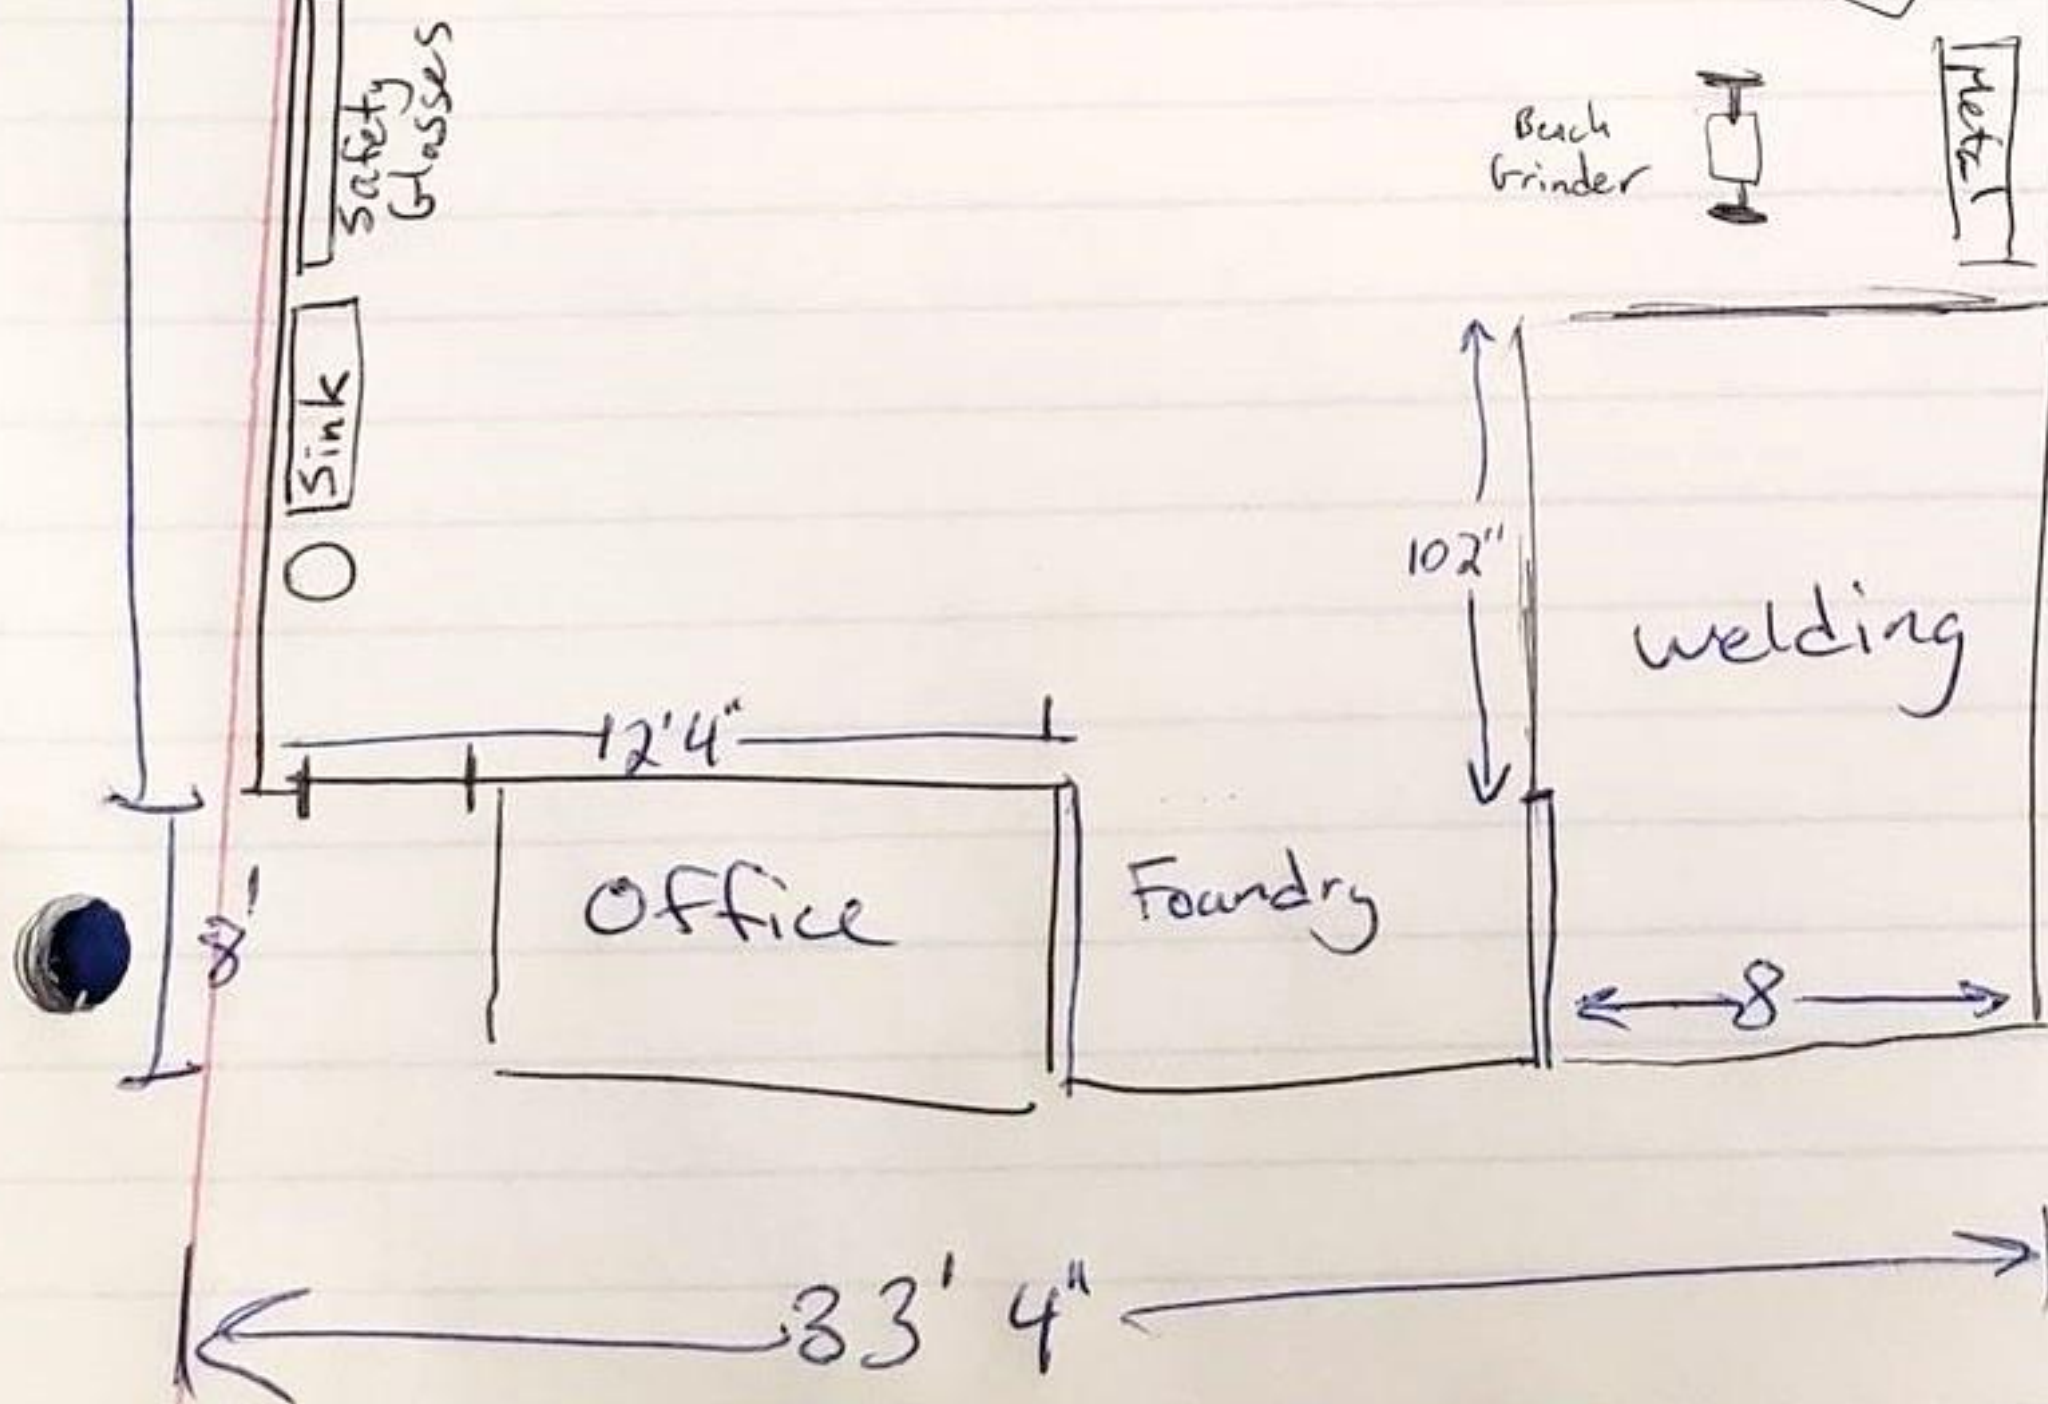 Safety
Glasses
Bench
Grinder
Metal
Sink
102"
welding
12'4"
Office
Foundry
8'
8
33' 4"